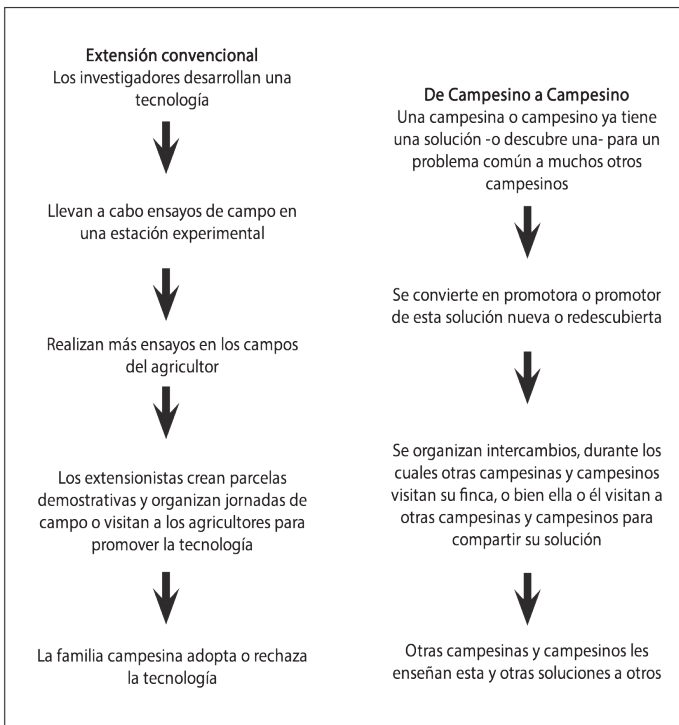 Extensión convencional
Los investigadores desarrollan una
tecnología
Llevan a cabo ensayos de campo en
una estación experimental
Realizan más ensayos en los campos
del agricultor
Los extensionistas crean parcelas
demostrativas y organizan jornadas de
campo o visitan a los agricultores para
promover la tecnología
La familia campesina adopta o rechaza
la tecnología
De Campesino a Campesino
Una campesina o campesino ya tiene
una solución -o descubre una- para un
problema común a muchos otros
campesinos
Se convierte en promotora o promotor
de esta solución nueva o redescubierta
Se organizan intercambios, durante los
cuales otras campesinas y campesinos
visitan su finca, o bien ella o él visitan a
otras campesinas y campesinos para
compartir su solución
Otras campesinas y campesinos les
enseñan esta y otras soluciones a otros